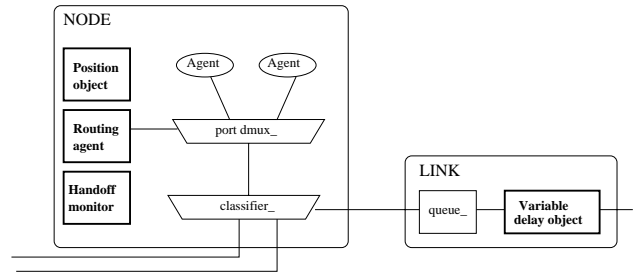 NODE
Position
object
Agent
Agent
Routing
agent
port dmux_
Handoff
monitor
classifier_
LINK
queue_
Variable
delay object